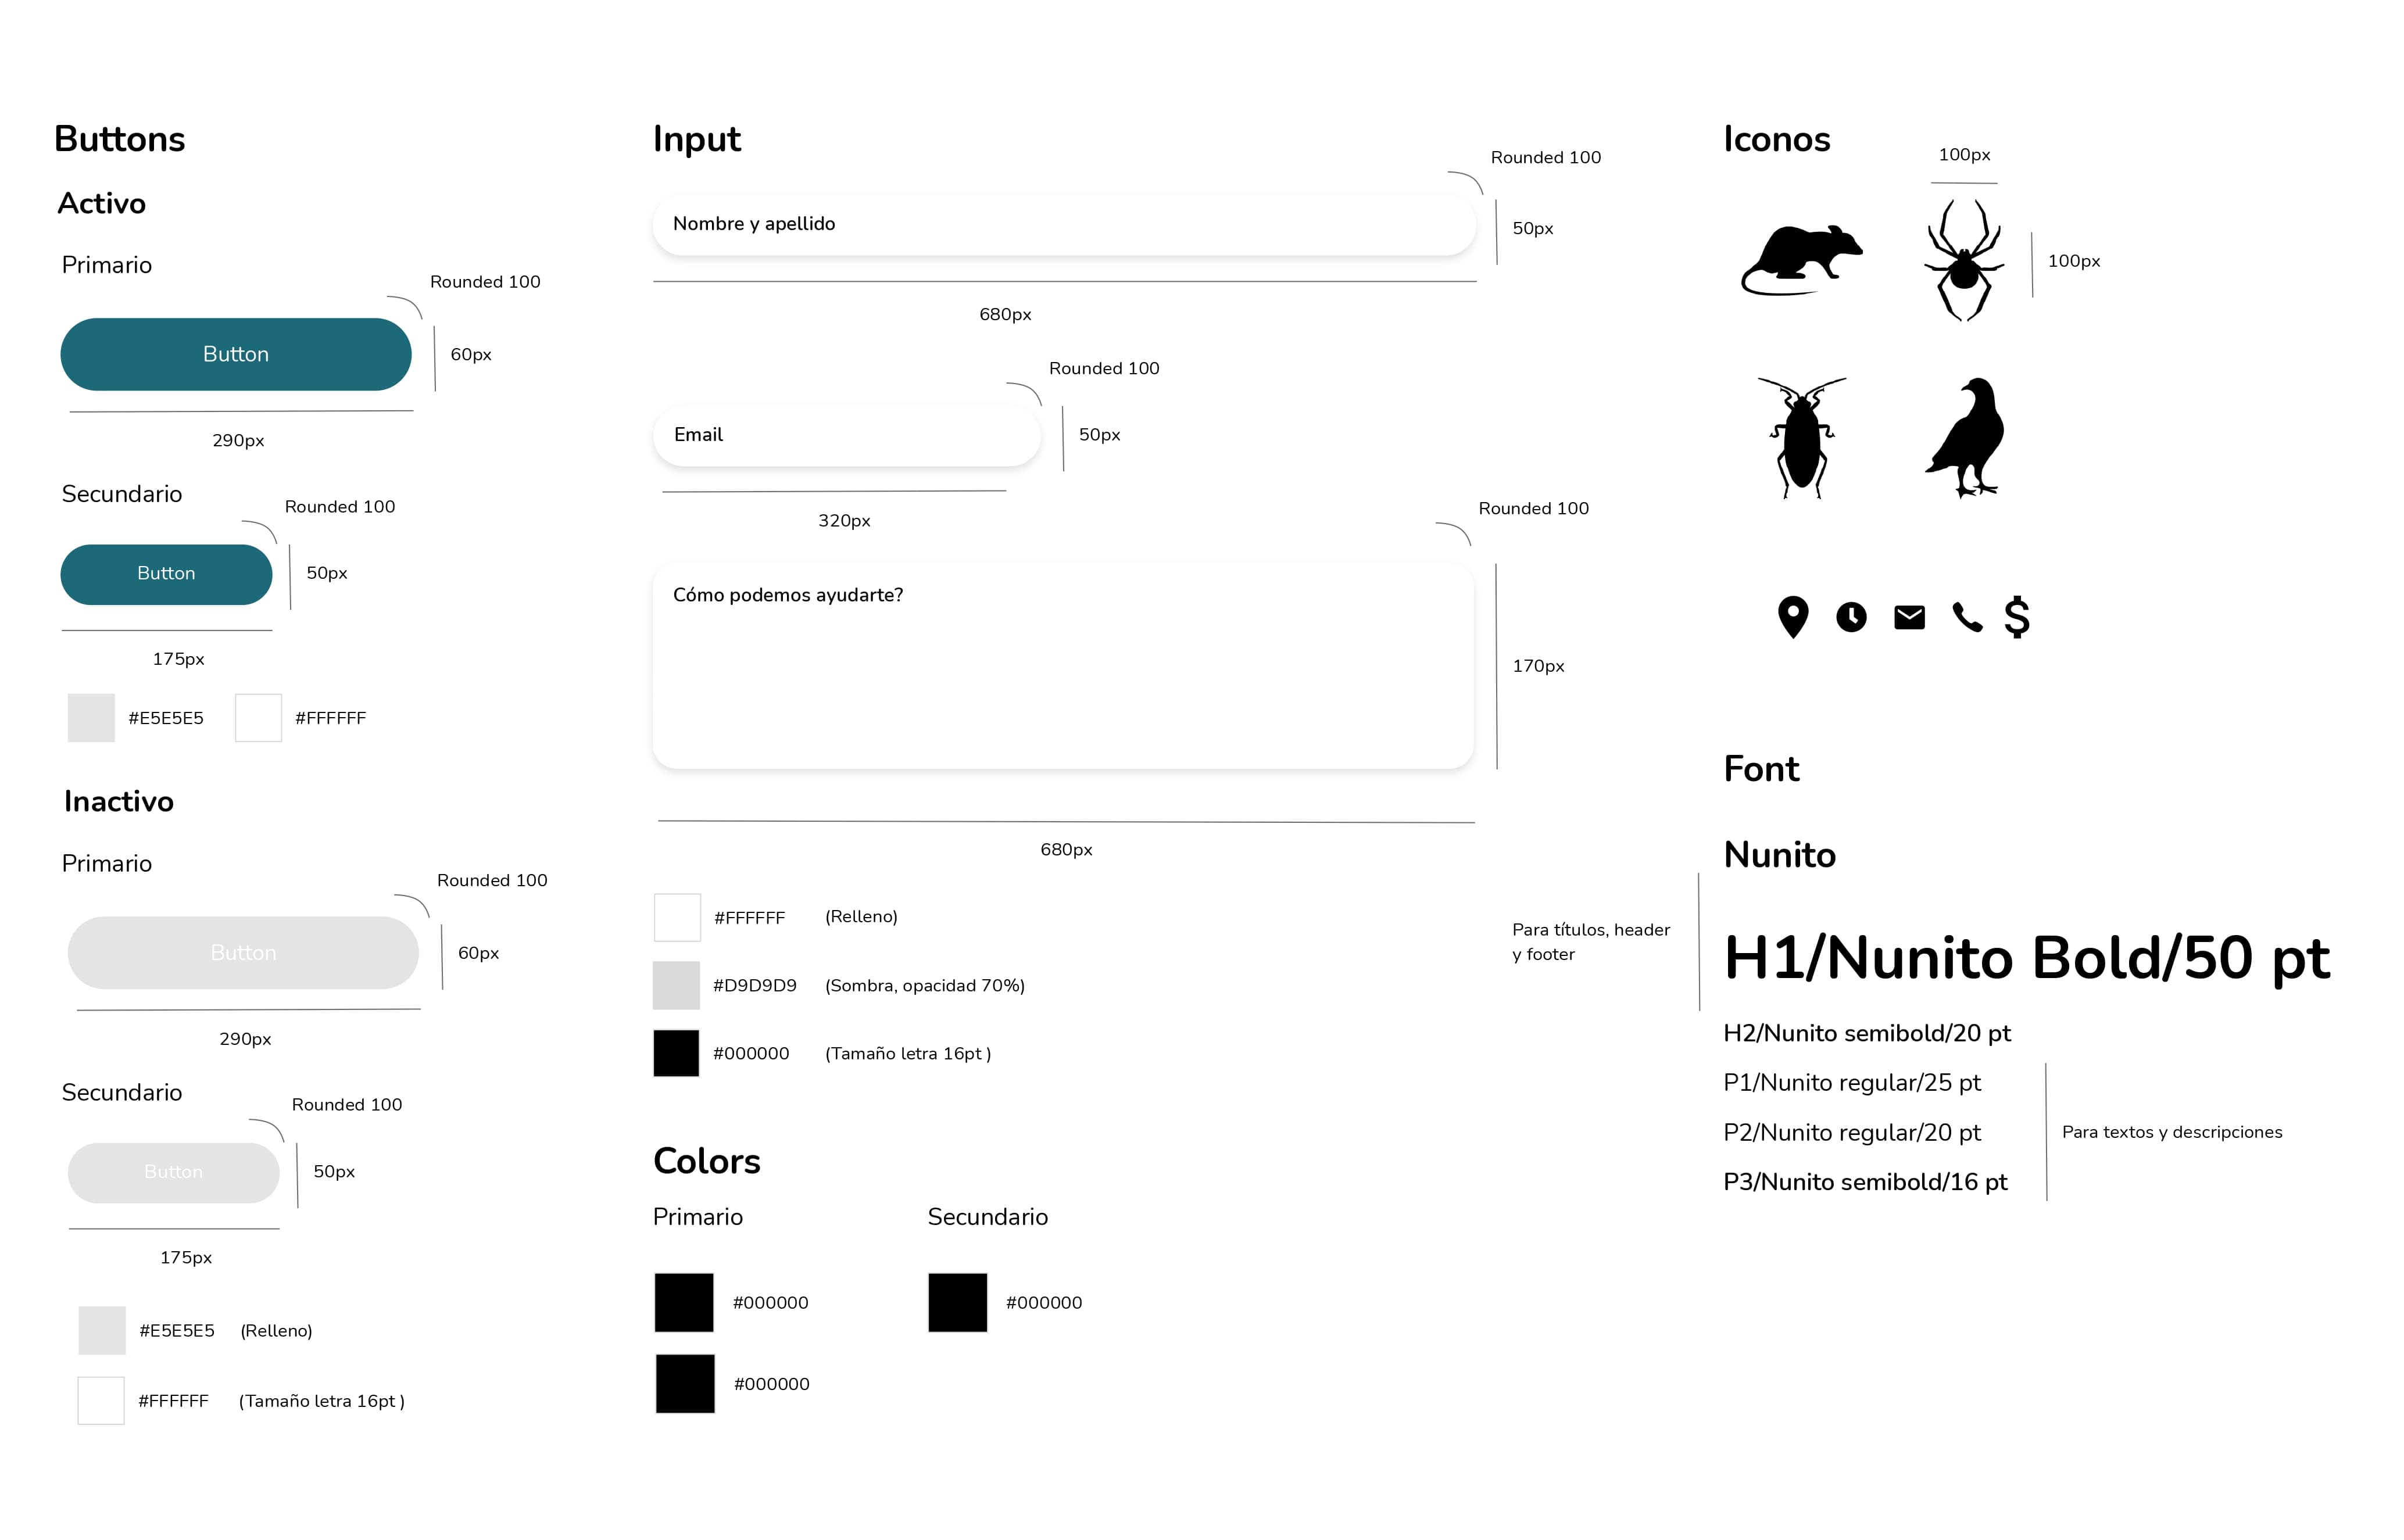 Buttons
Activo
Primario
Rounded 100
Button
60px
290px
Secundario
Rounded 100
Button
50px
175px
#E5E5E5
#FFFFFF
Inactivo
Primario
Rounded 100
Button
60px
290px
Secundario
Rounded 100
Button
50px
175px
#E5E5E5 (Relleno)
#FFFFFF (Tamaño letra 16pt )
Input
Rounded 100
Nombre y apellido
50px
680px
Rounded 100
Email
50px
320px
Rounded 100
Cómo podemos ayudarte?
170px
680px
#FFFFFF (Relleno)
#D9D9D9 (Sombra, opacidad 70%)
#000000 (Tamaño letra 16pt )
Colors
Primario
#000000
#000000
Secundario
#000000
Iconos
100px
100px
Font
Nunito
Para títulos, header
y footer
H1/Nunito Bold/50 pt
H2/Nunito semibold/20 pt
P1/Nunito regular/25 pt
P2/Nunito regular/20 pt
P3/Nunito semibold/16 pt
Para textos y descripciones